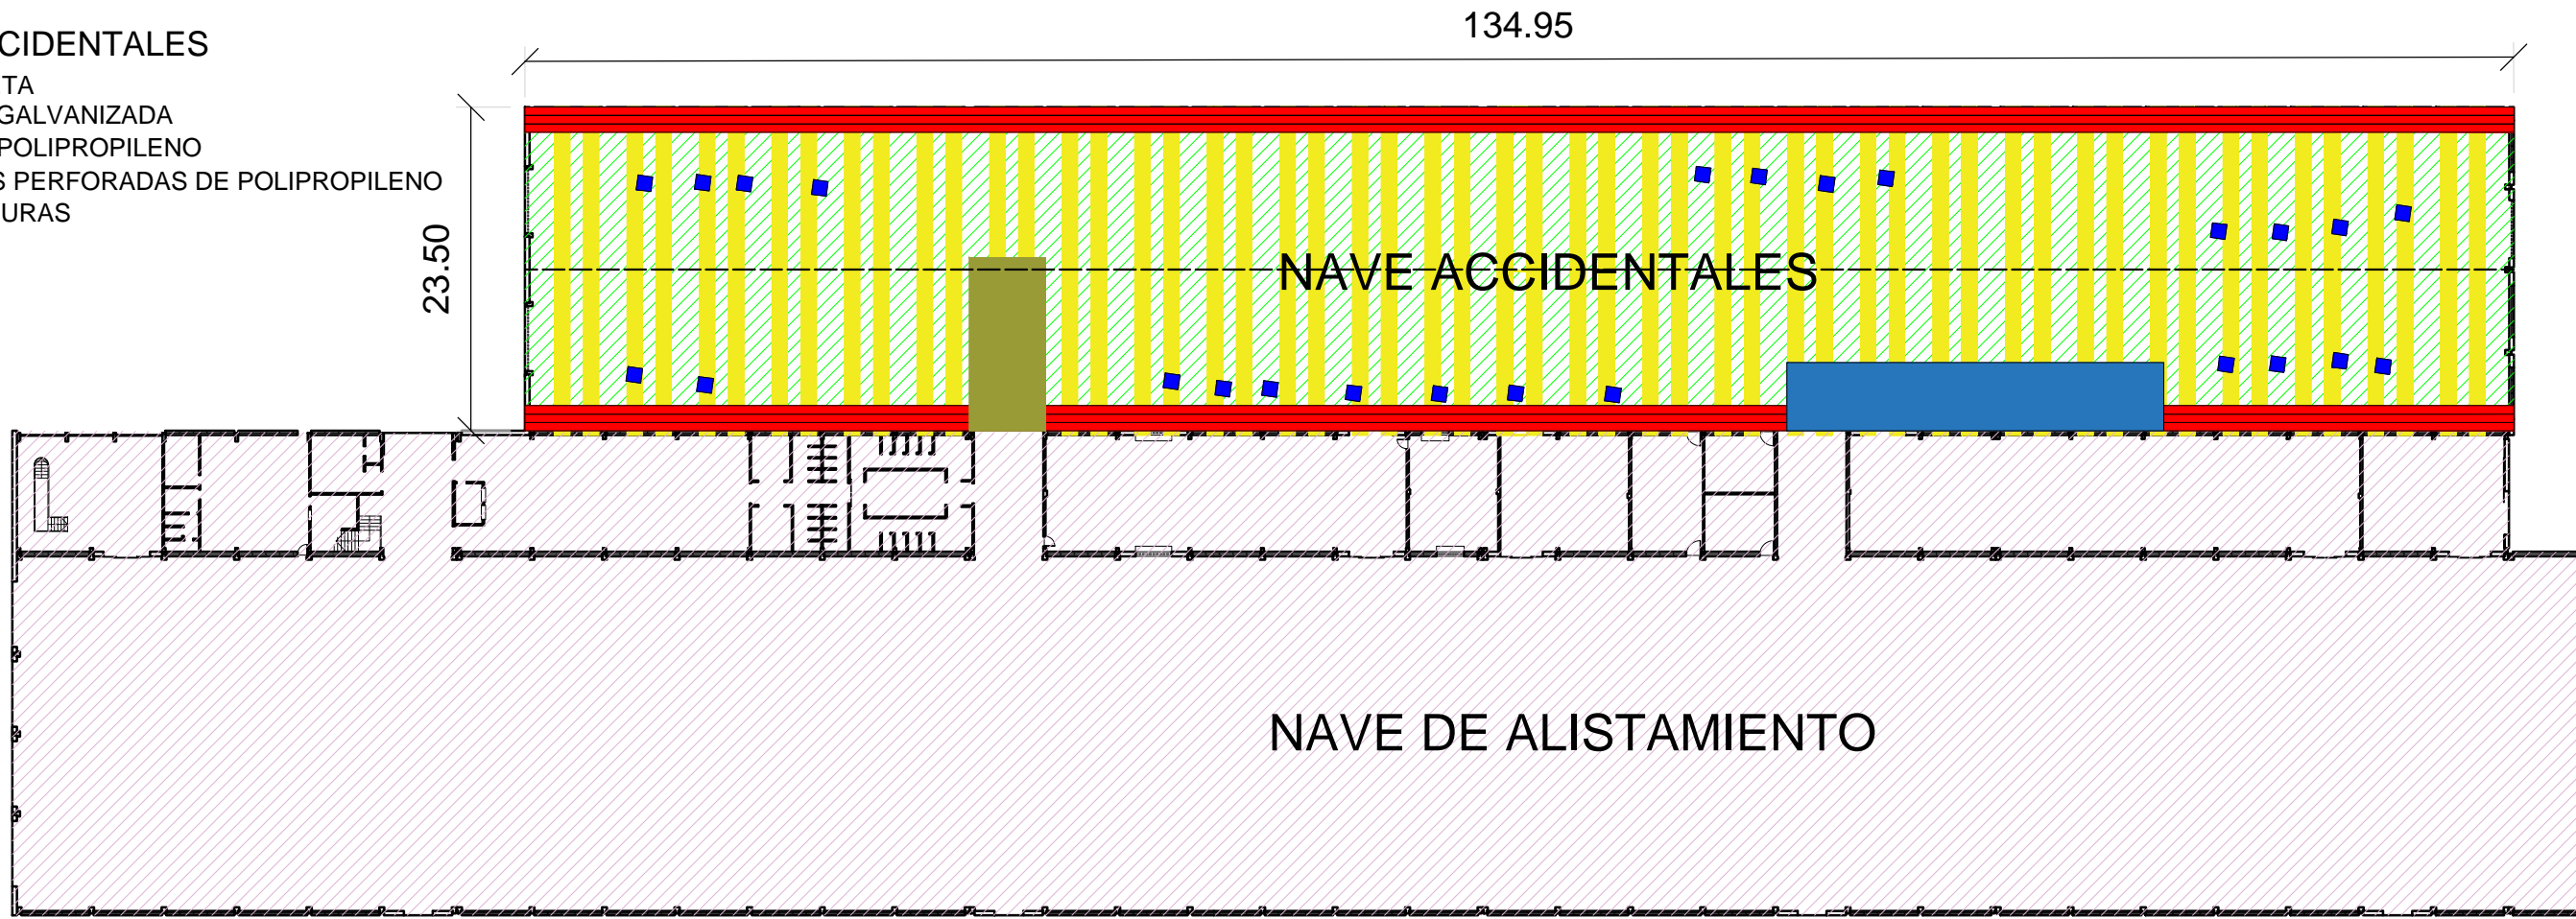 CIDENTALES
TA
GALVANIZADA
POLIPROPILENO
S PERFORADAS DE POLIPROPILENO
URAS
134.95
23.50
NAVE ACCIDENTALES
NAVE DE ALISTAMIENTO